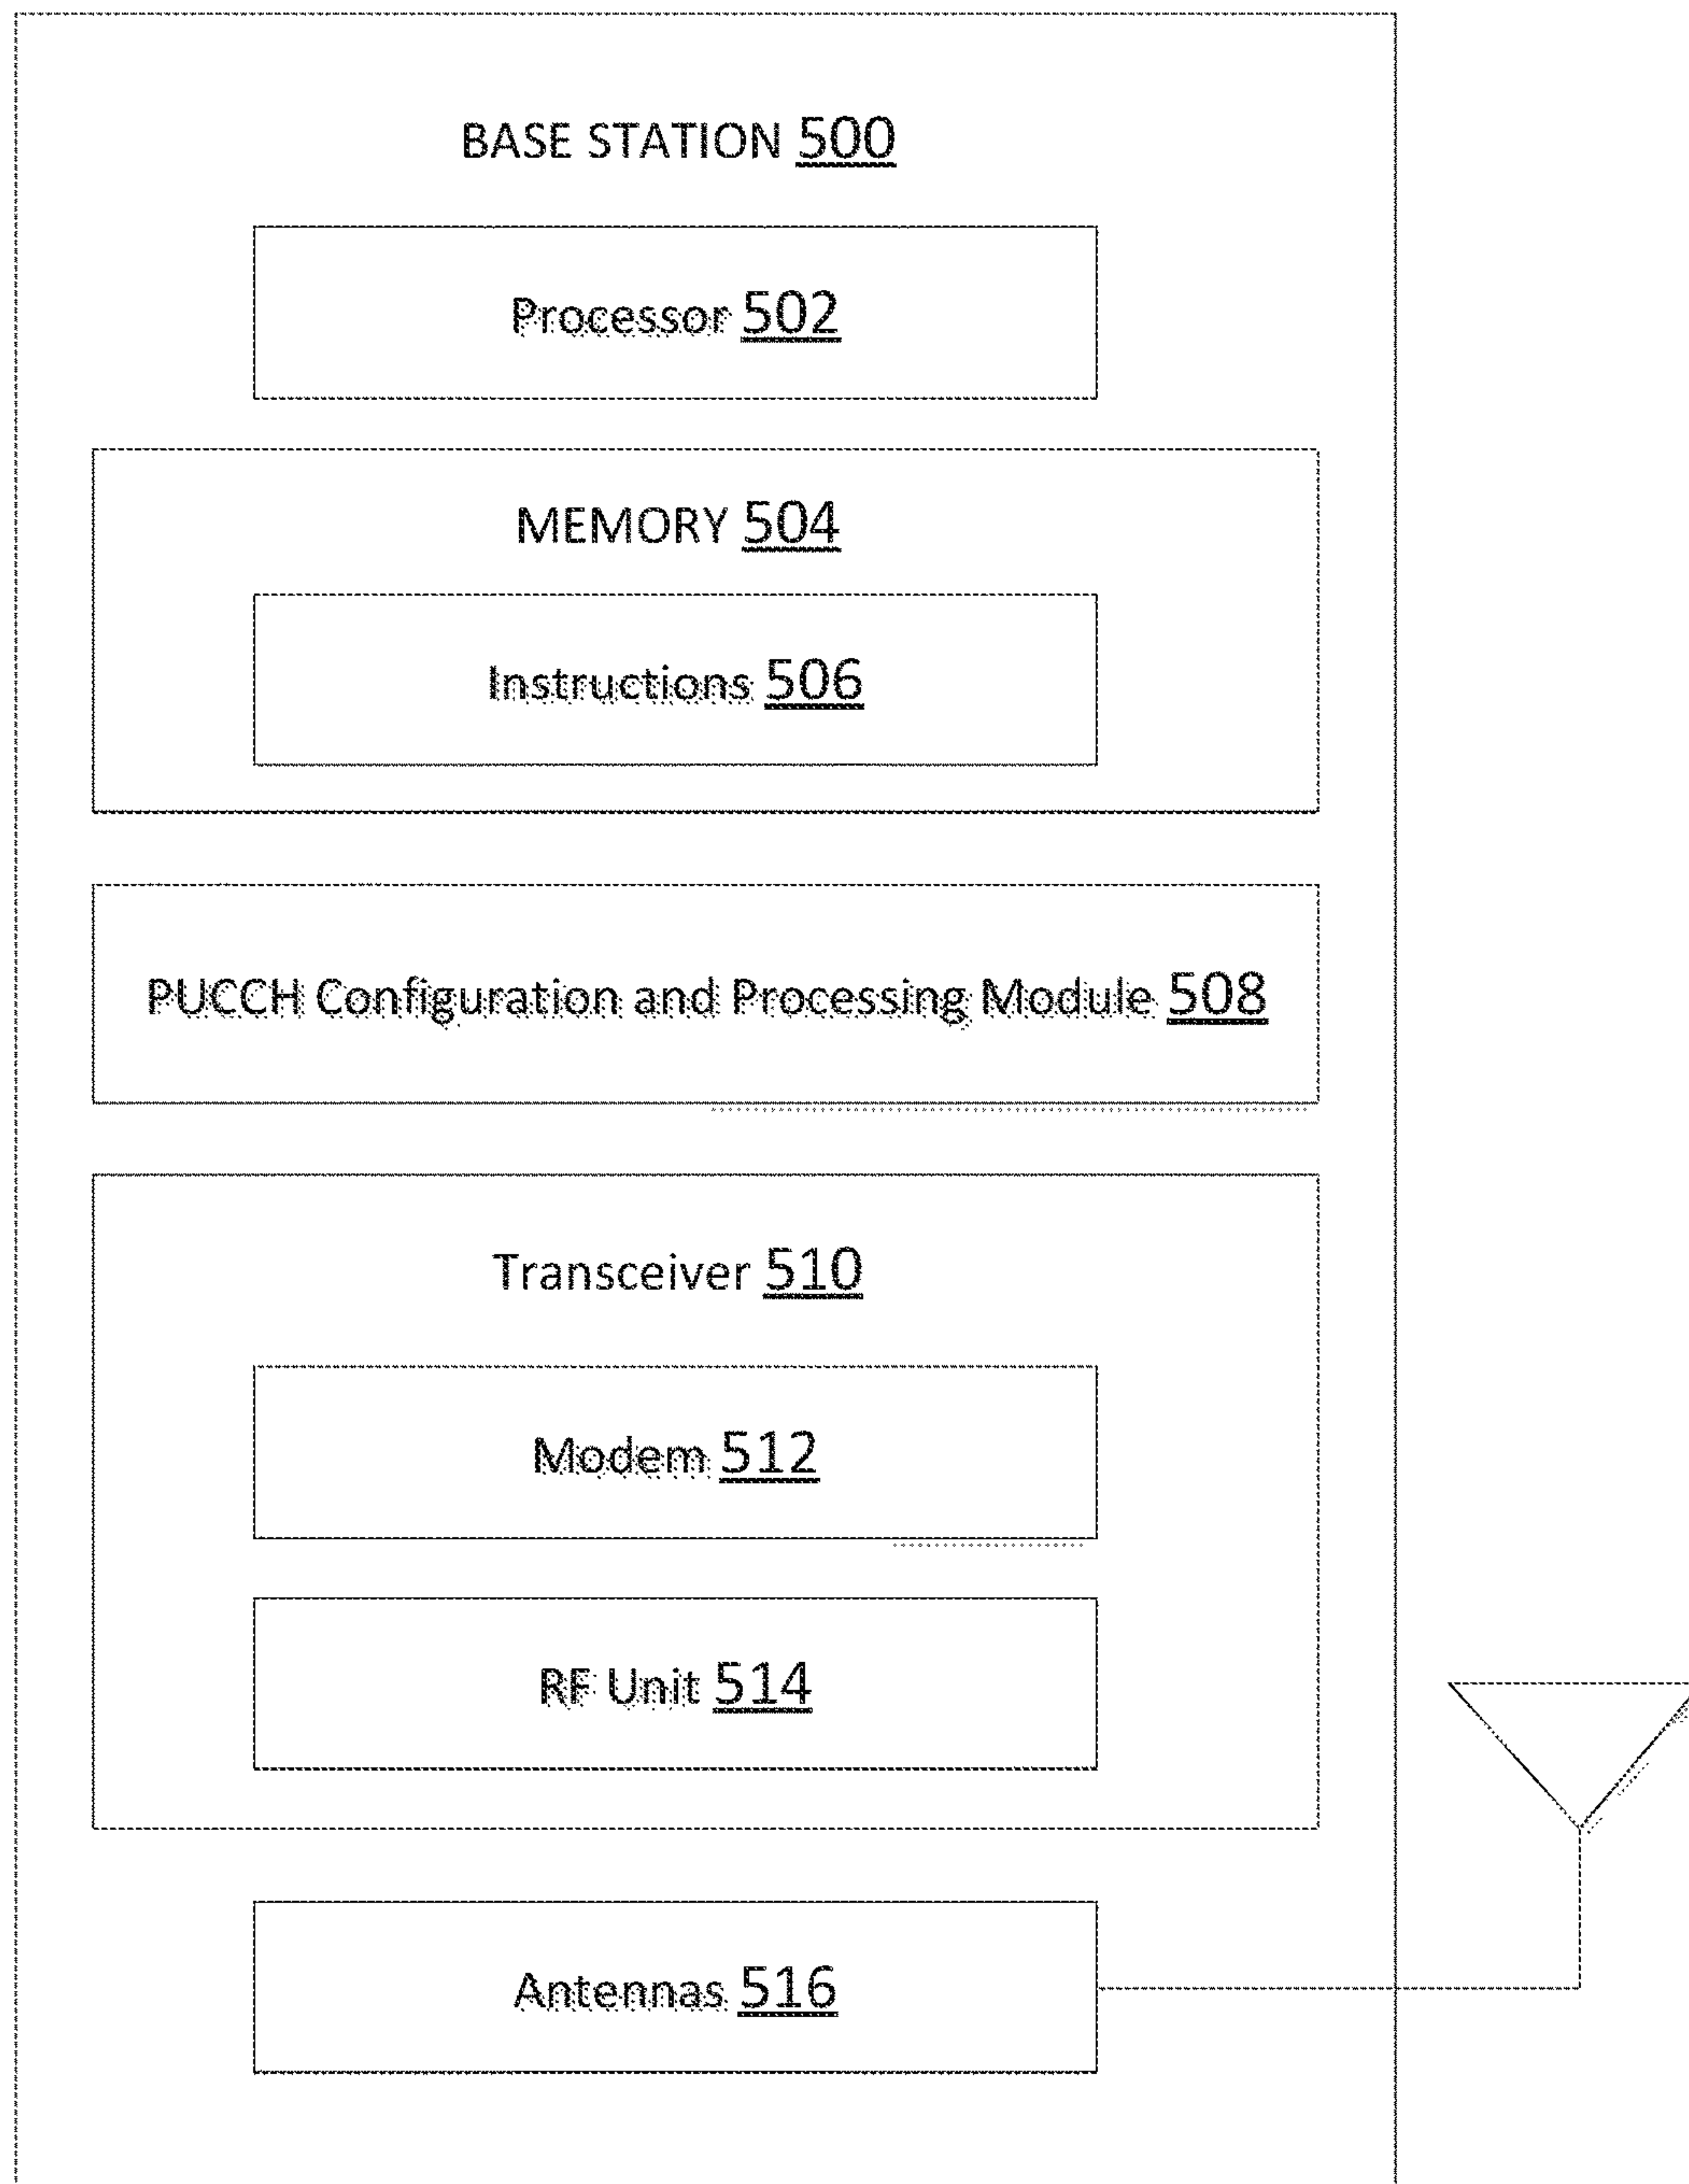 BASE STATION 500
Processor 502
MEMORY 504
Instructions 506
PUCCH Configuration and Processing Module 508
Transceiver 510
Modem 512
RF Unit 514
Antennas 516